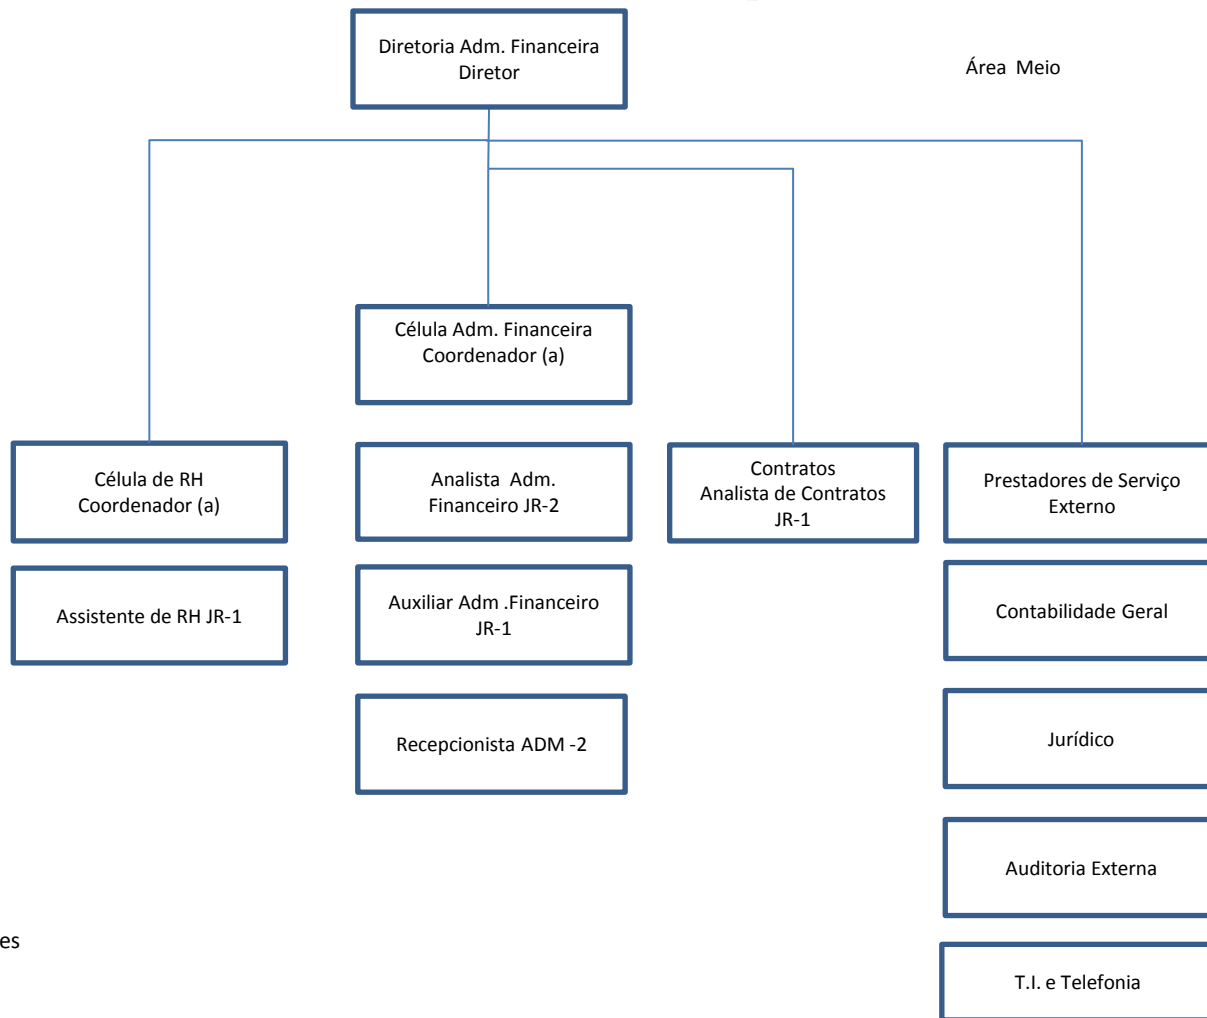 Diretoria Adm. Financeira
Diretor
Área Meio
Célula Adm. Financeira
Coordenador (a)
Célula de RH
Coordenador (a)
Analista Adm.
Financeiro JR-2
Contratos
Analista de Contratos
JR-1
Prestadores de Serviço
Externo
Assistente de RH JR-1
Auxiliar Adm .Financeiro
JR-1
Contabilidade Geral
Recepcionista ADM -2
Jurídico
Auditoria Externa
es
T.I. e Telefonia